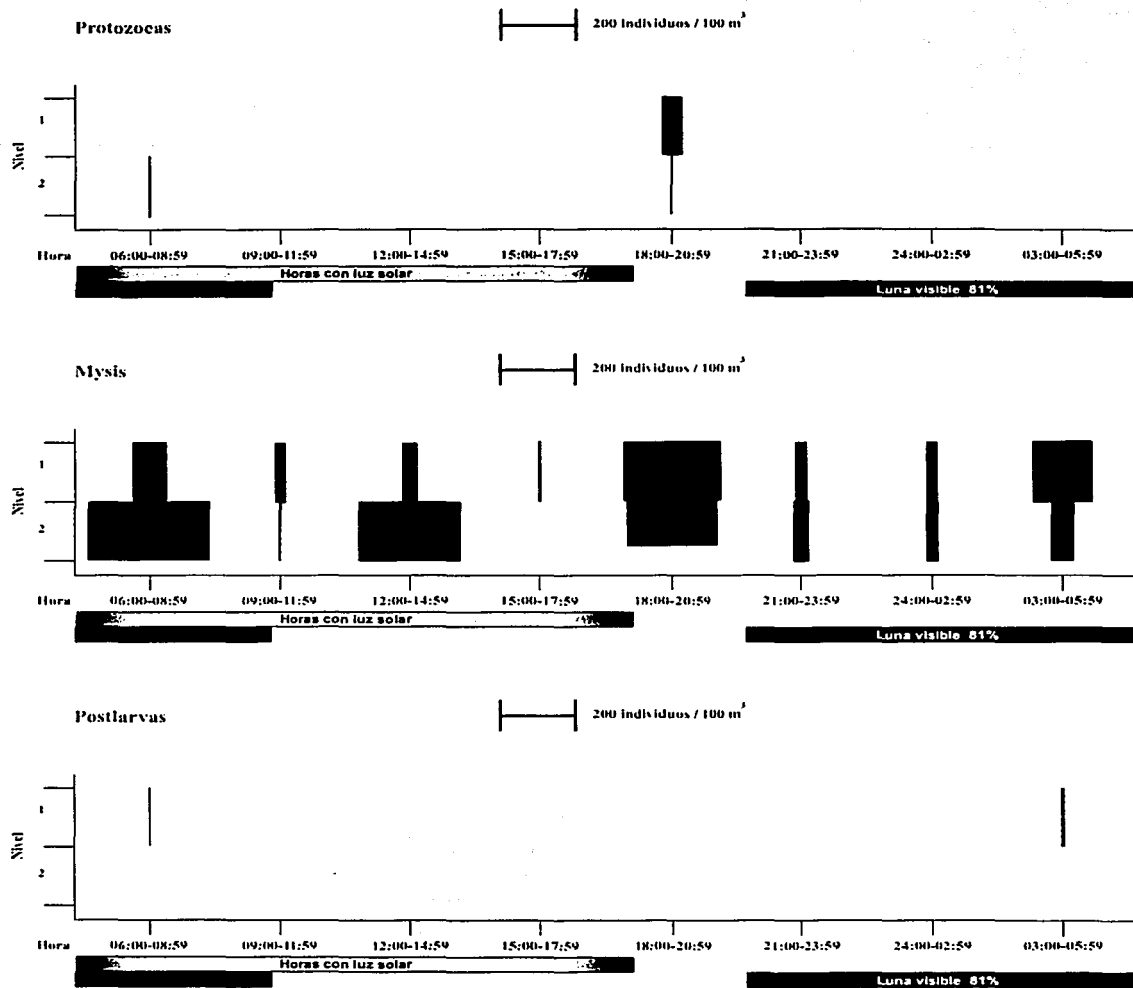 Protozoeas
200 individuos / 100 m³
Nivel
1
2
Hora 06:00-08:59 09:00-11:59 12:00-14:59 15:00-17:59 18:00-20:59 21:00-23:59 24:00-02:59 03:00-05:59
Horas con luz solar
Luna visible 81%
Mysis
200 individuos / 100 m³
Nivel
1
2
Hora 06:00-08:59 09:00-11:59 12:00-14:59 15:00-17:59 18:00-20:59 21:00-23:59 24:00-02:59 03:00-05:59
Horas con luz solar
Luna visible 81%
Postlarvas
200 individuos / 100 m³
Nivel
1
2
Hora 06:00-08:59 09:00-11:59 12:00-14:59 15:00-17:59 18:00-20:59 21:00-23:59 24:00-02:59 03:00-05:59
Horas con luz solar
Luna visible 81%